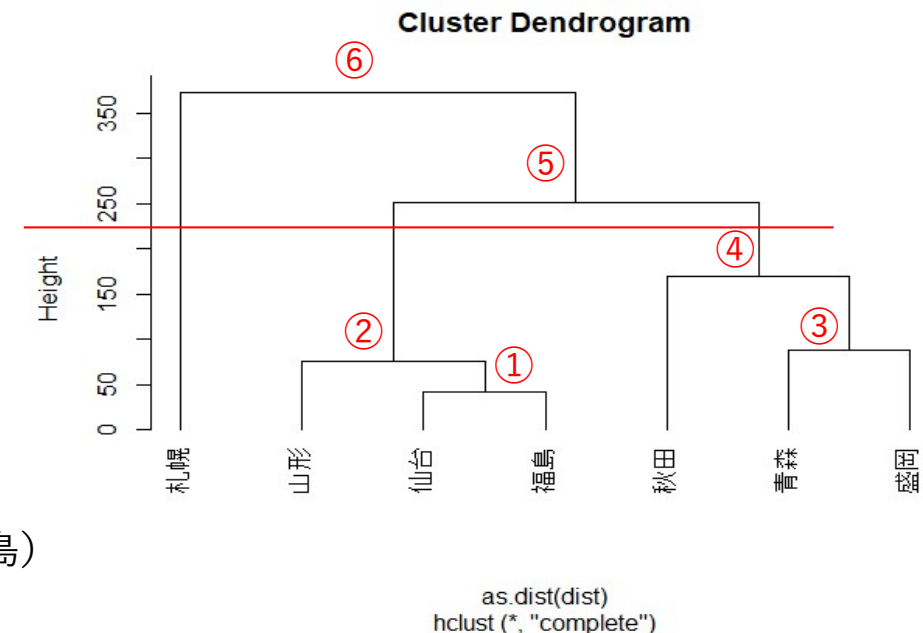 Cluster Dendrogram
⑥
350
⑤
250
④
Height
150
③
②
①
50
0
札幌 山形 仙台 福島 秋田 青森 盛岡
島）
as.dist(dist)
hclust (*, "complete")